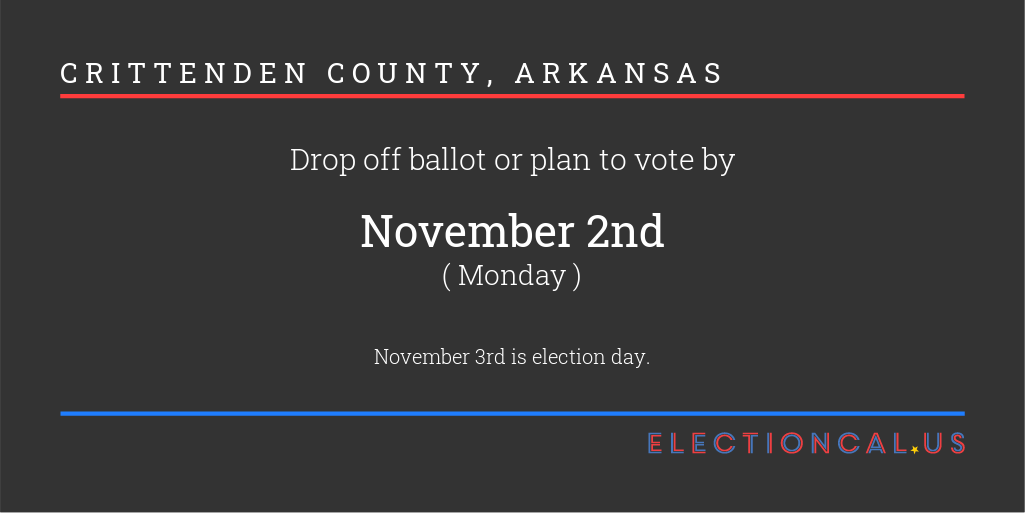 CRITTENDEN COUNTY, ARKANSAS
Drop off ballot or plan to vote by
November 2nd
( Monday )
November 3rd is election day.
ELECTIONCAL.US